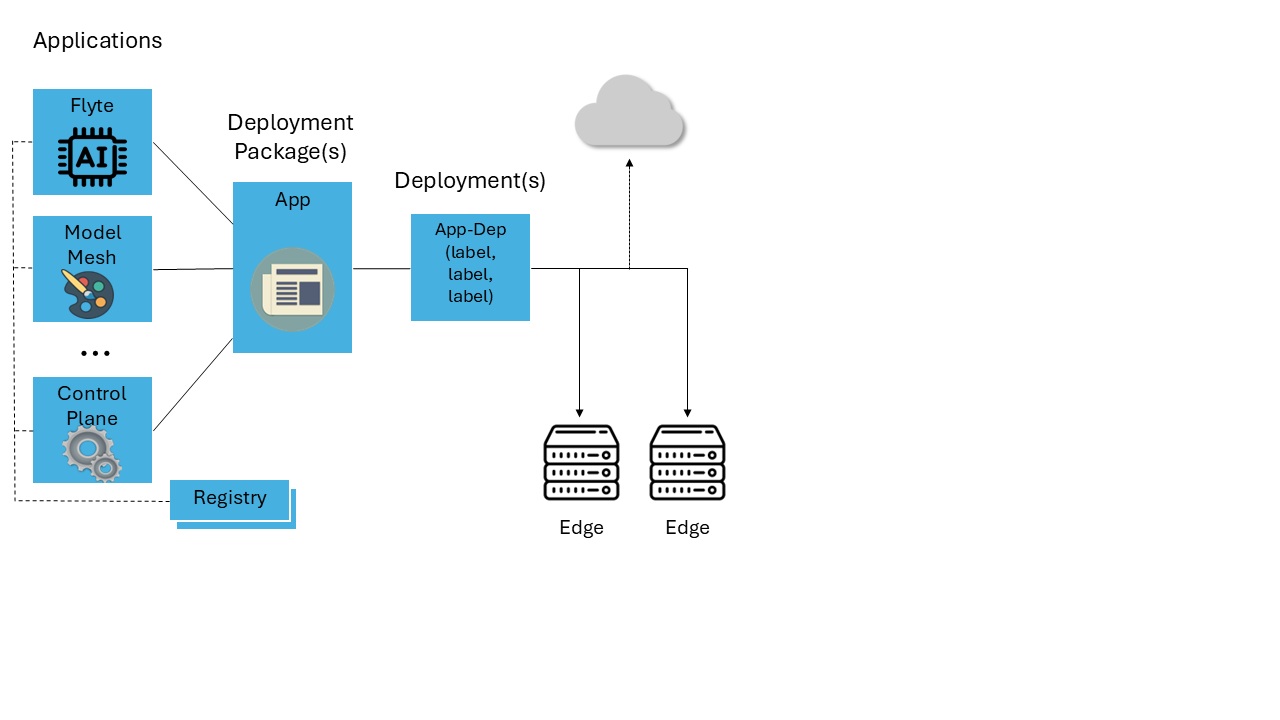 Applications
Flyte
AI
Model
Mesh
...
Control
Plane
Registry
Deployment
Package(s)
App
Deployment(s)
App-Dep
(label,
label,
label)
Edge
Edge